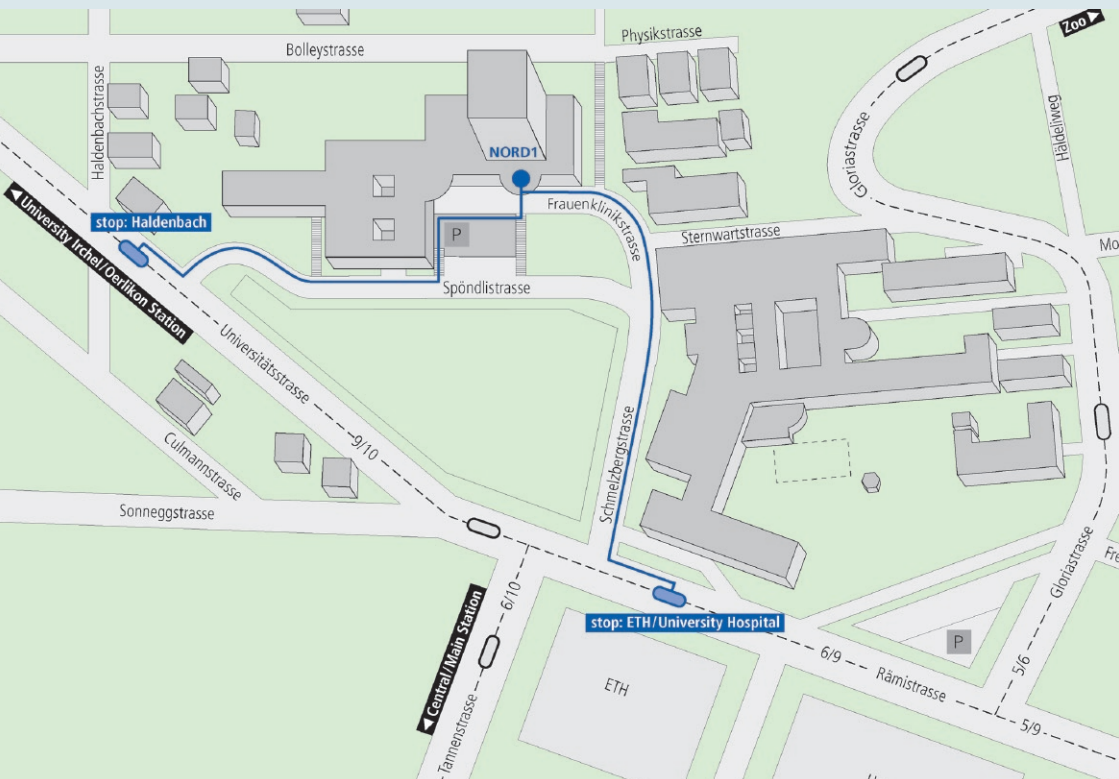 Zoo ▶
Physikstrasse
Bolleystrasse
Haldenbachstrasse
Gloriastrasse
Häldeliweg
NORD1
◀ University Irchel/Oerlikon Station
stop: Haldenbach
Frauenklinikstrasse
P
Sternwartstrasse
Mo
Spöndlistrasse
Universitätsstrasse
9/10
Culmannstrasse
Schmelzbergstrasse
Sonneggstrasse
Fre
Gloriastrasse
6/10
◀ Central/Main Station
stop: ETH/University Hospital
P
6/9
Rämistrasse
5/6
ETH
5/9
Tannenstrasse